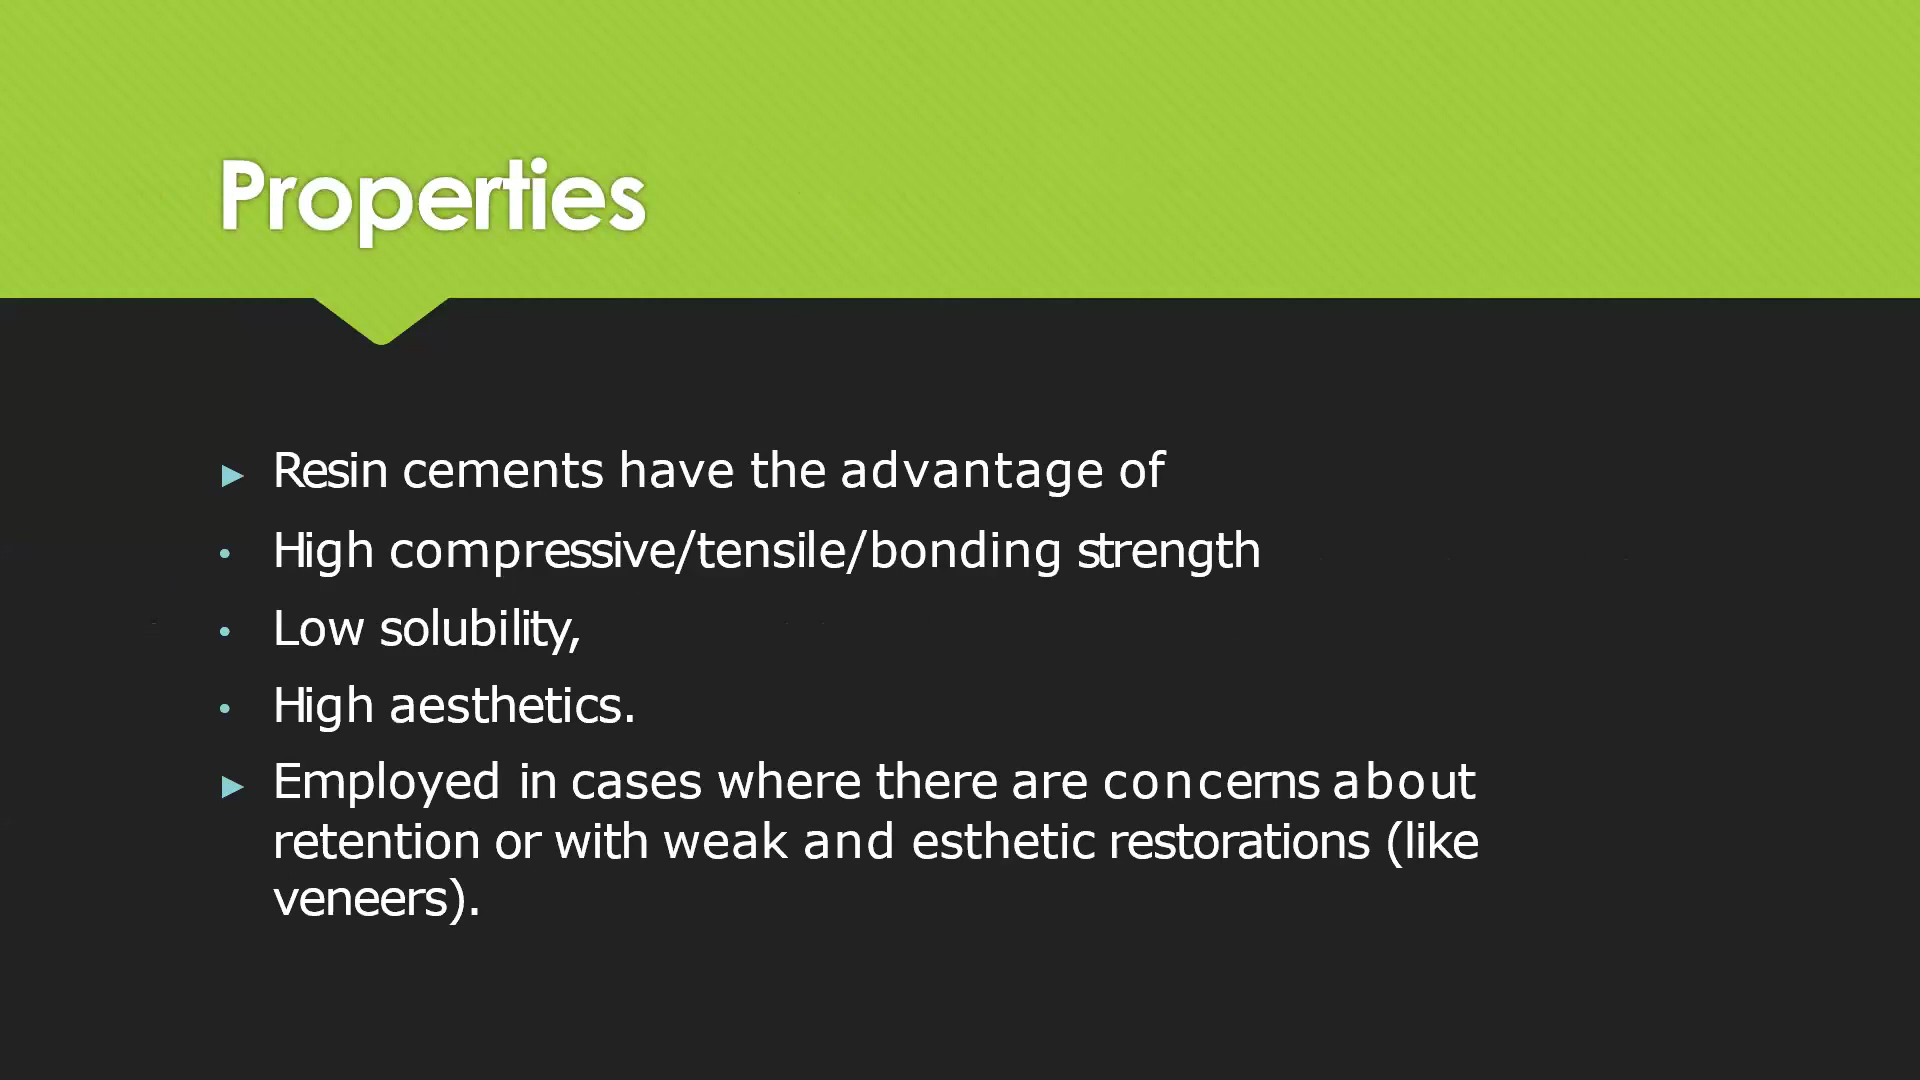 Properties
► Resin cements have the advantage of
• High compressive/tensile/bonding strength
• Low solubility,
• High aesthetics.
► Employed in cases where there are concerns about
retention or with weak and esthetic restorations (like
veneers).